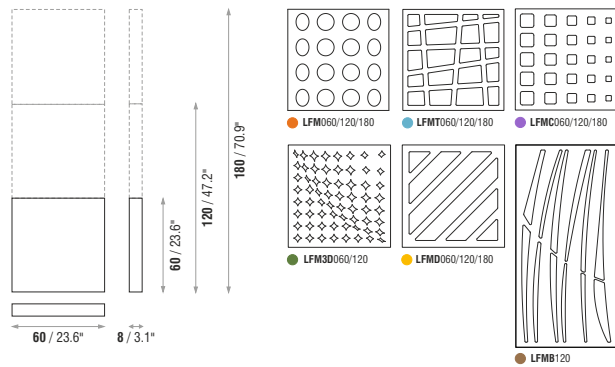 180 / 70.9"
120 / 47.2"
60 / 23.6"
60 / 23.6"
8 / 3.1"
LFM060/120/180
LFMT060/120/180
LFMC060/120/180
LFM3D060/120
LFMD060/120/180
LFMB120